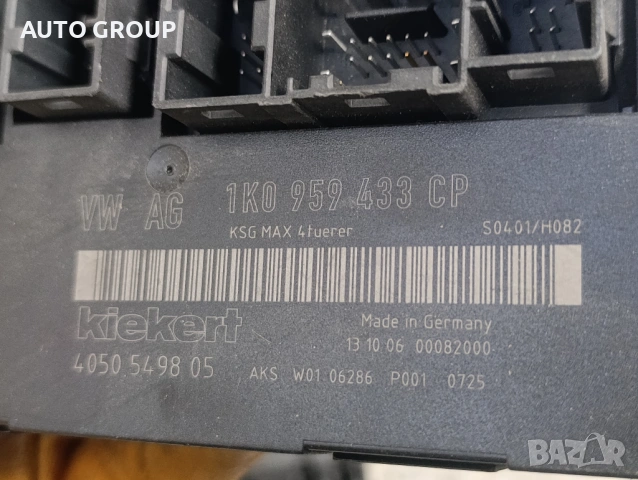 AUTO GROUP
VW AG 1K0 959 433 CP
KSG MAX 4tuerer S0401/H082
kiekert
Made in Germany
13 10 06 00082000
4050 5498 05 AKS W01 06286 P001 0725
BAZAR